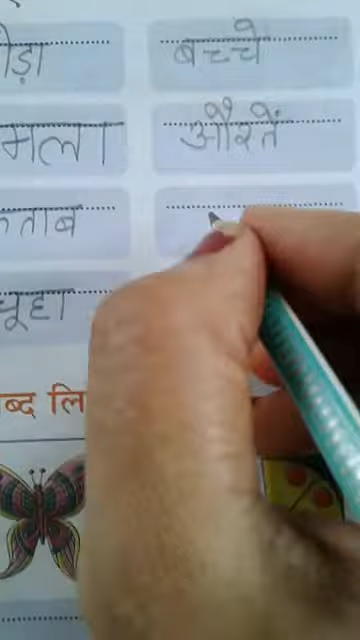 ीड़ा बच्चे
मला औरतें
ताब
चूहा
ब्द लि